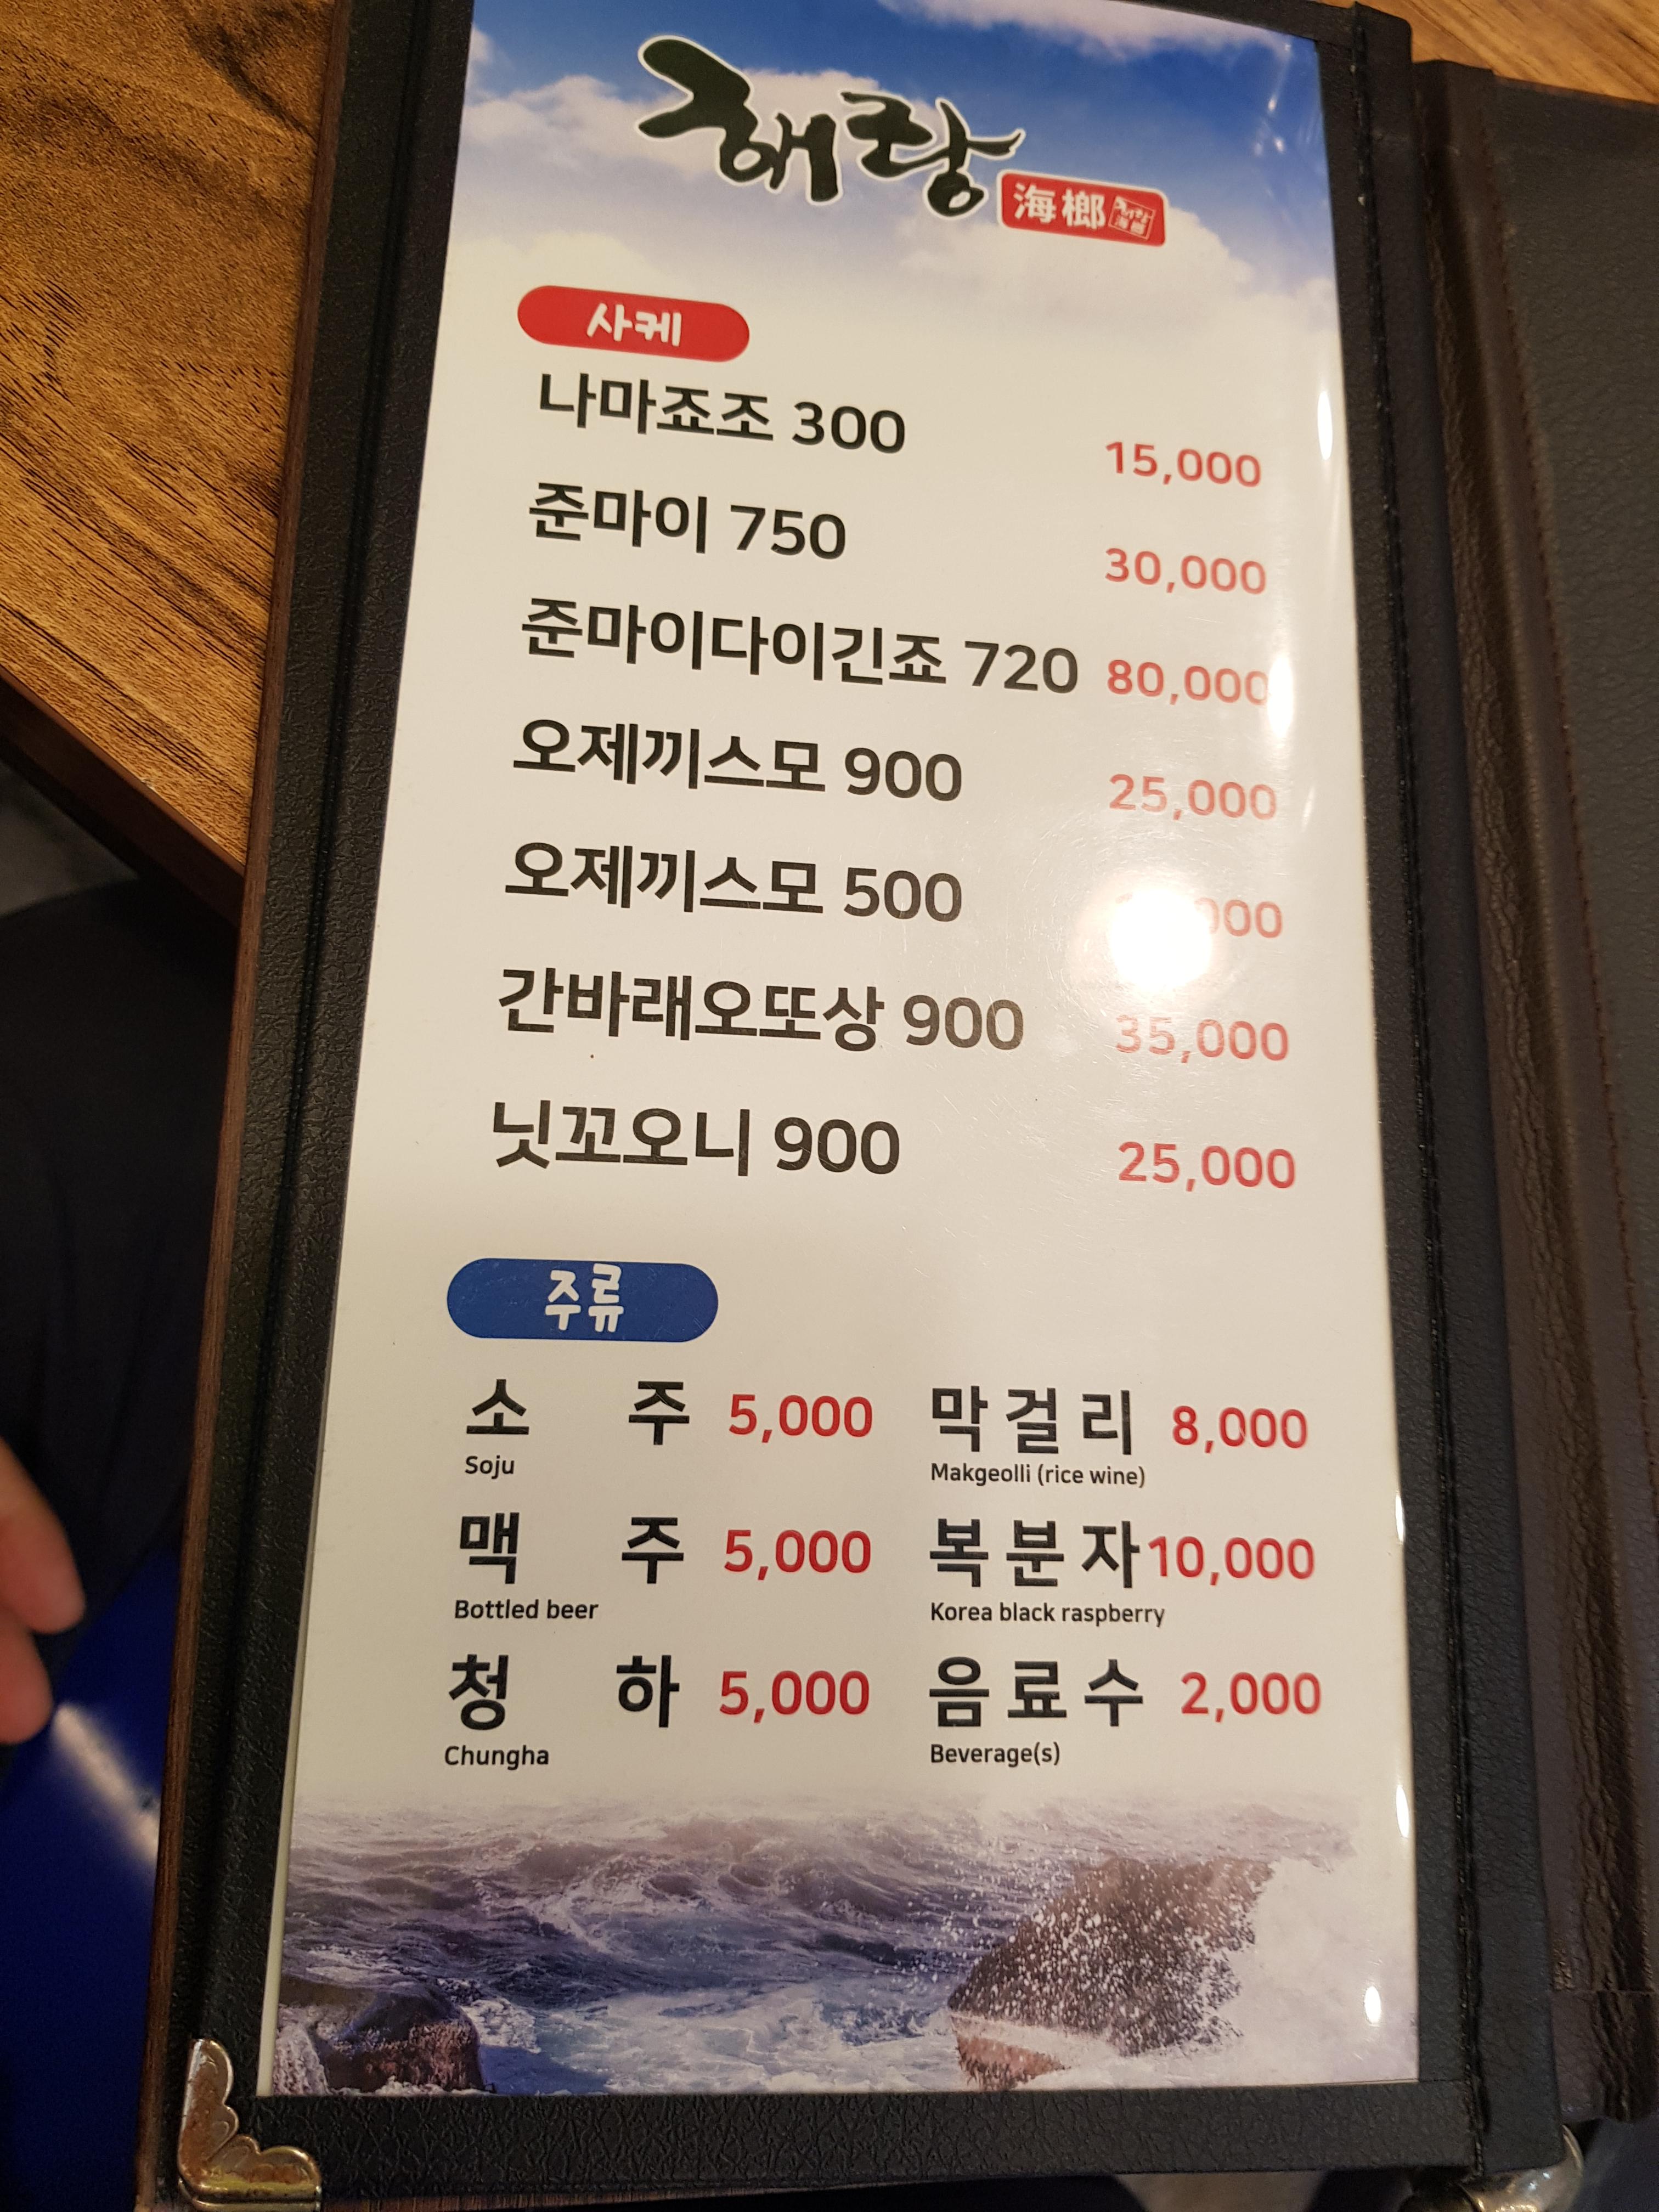 해랑
海榔
사케
나마죠조 300 15,000
준마이 750 30,000
준마이다이긴죠 720 80,000
오제끼스모 900 25,000
오제끼스모 500
간바래오또상 900 35,000
닛꼬오니 900 25,000
주류
소 주 5,000 막걸리 8,000
Soju Makgeolli (rice wine)
맥 주 5,000 복분자 10,000
Bottled beer Korea black raspberry
청 하 5,000 음료수 2,000
Chungha Beverage(s)